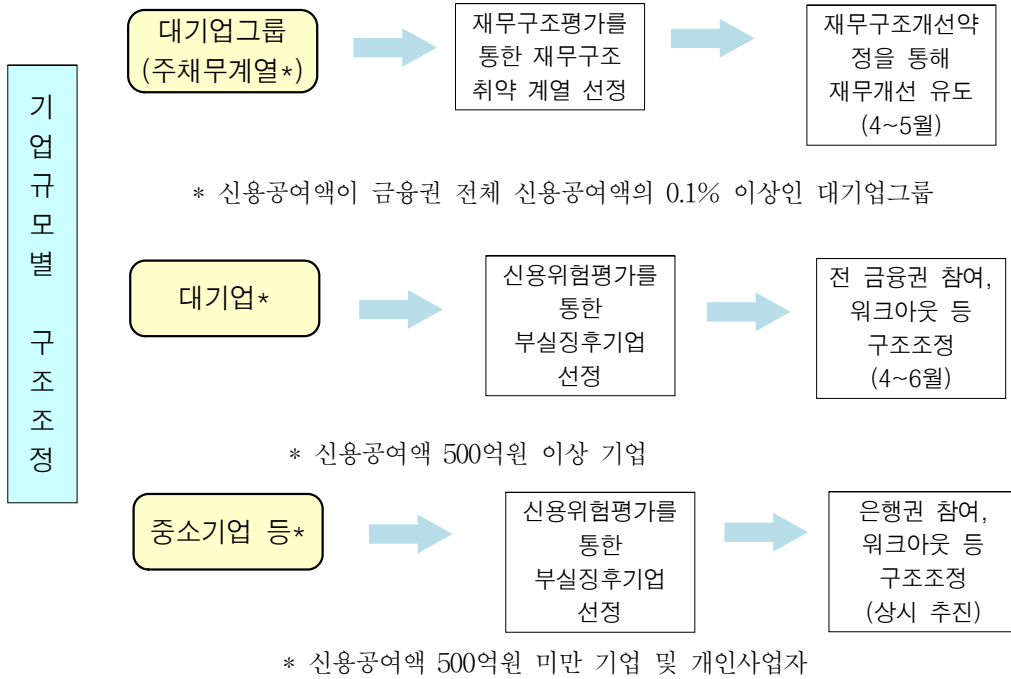 기업규모별 구조조정
대기업그룹
(주채무계열*)
재무구조평가를
통한 재무구조
취약 계열 선정
재무구조개선약
정을 통해
재무개선 유도
(4~5월)
* 신용공여액이 금융권 전체 신용공여액의 0.1% 이상인 대기업그룹
대기업*
신용위험평가를
통한
부실징후기업
선정
전 금융권 참여,
워크아웃 등
구조조정
(4~6월)
* 신용공여액 500억원 이상 기업
중소기업 등*
신용위험평가를
통한
부실징후기업
선정
은행권 참여,
워크아웃 등
구조조정
(상시 추진)
* 신용공여액 500억원 미만 기업 및 개인사업자